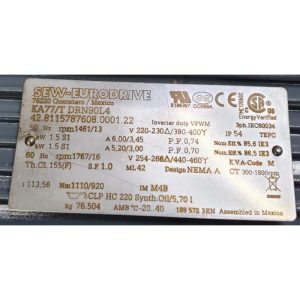 SEW-EURODRIVE
76220 Queretaro / Mexico
KA77/T DRN90L4
42.8115787608.0001.22 Inverter duty VPWM 3ph.IEC60034
50 Hz rpm 1461/13 V 220-230Δ/380-400Y IP 54 TEFC
kW 1.5 S1 A 6,00/3,45 P.F. 0,74 Nom.Eff.% 85,6 IE3
kW 1.5 S1 A 5,20/3,00 P.F. 0,70 Nom.Eff.% 86,5 IE3
60 Hz rpm 1767/16 V 254-266Δ/440-460Y K.V.A-Code M
Th.Cl. 155(F) S.F. 1.0 ML 42 Design NEMA A CT 300-1800rpm
i 113,56 Nm 1110/920 IM M4B
CLP HC 220 Synth.Oil/5,70 l
kg 76.504 AMB °C -20..40 188 572 3EN Assembled in Mexico